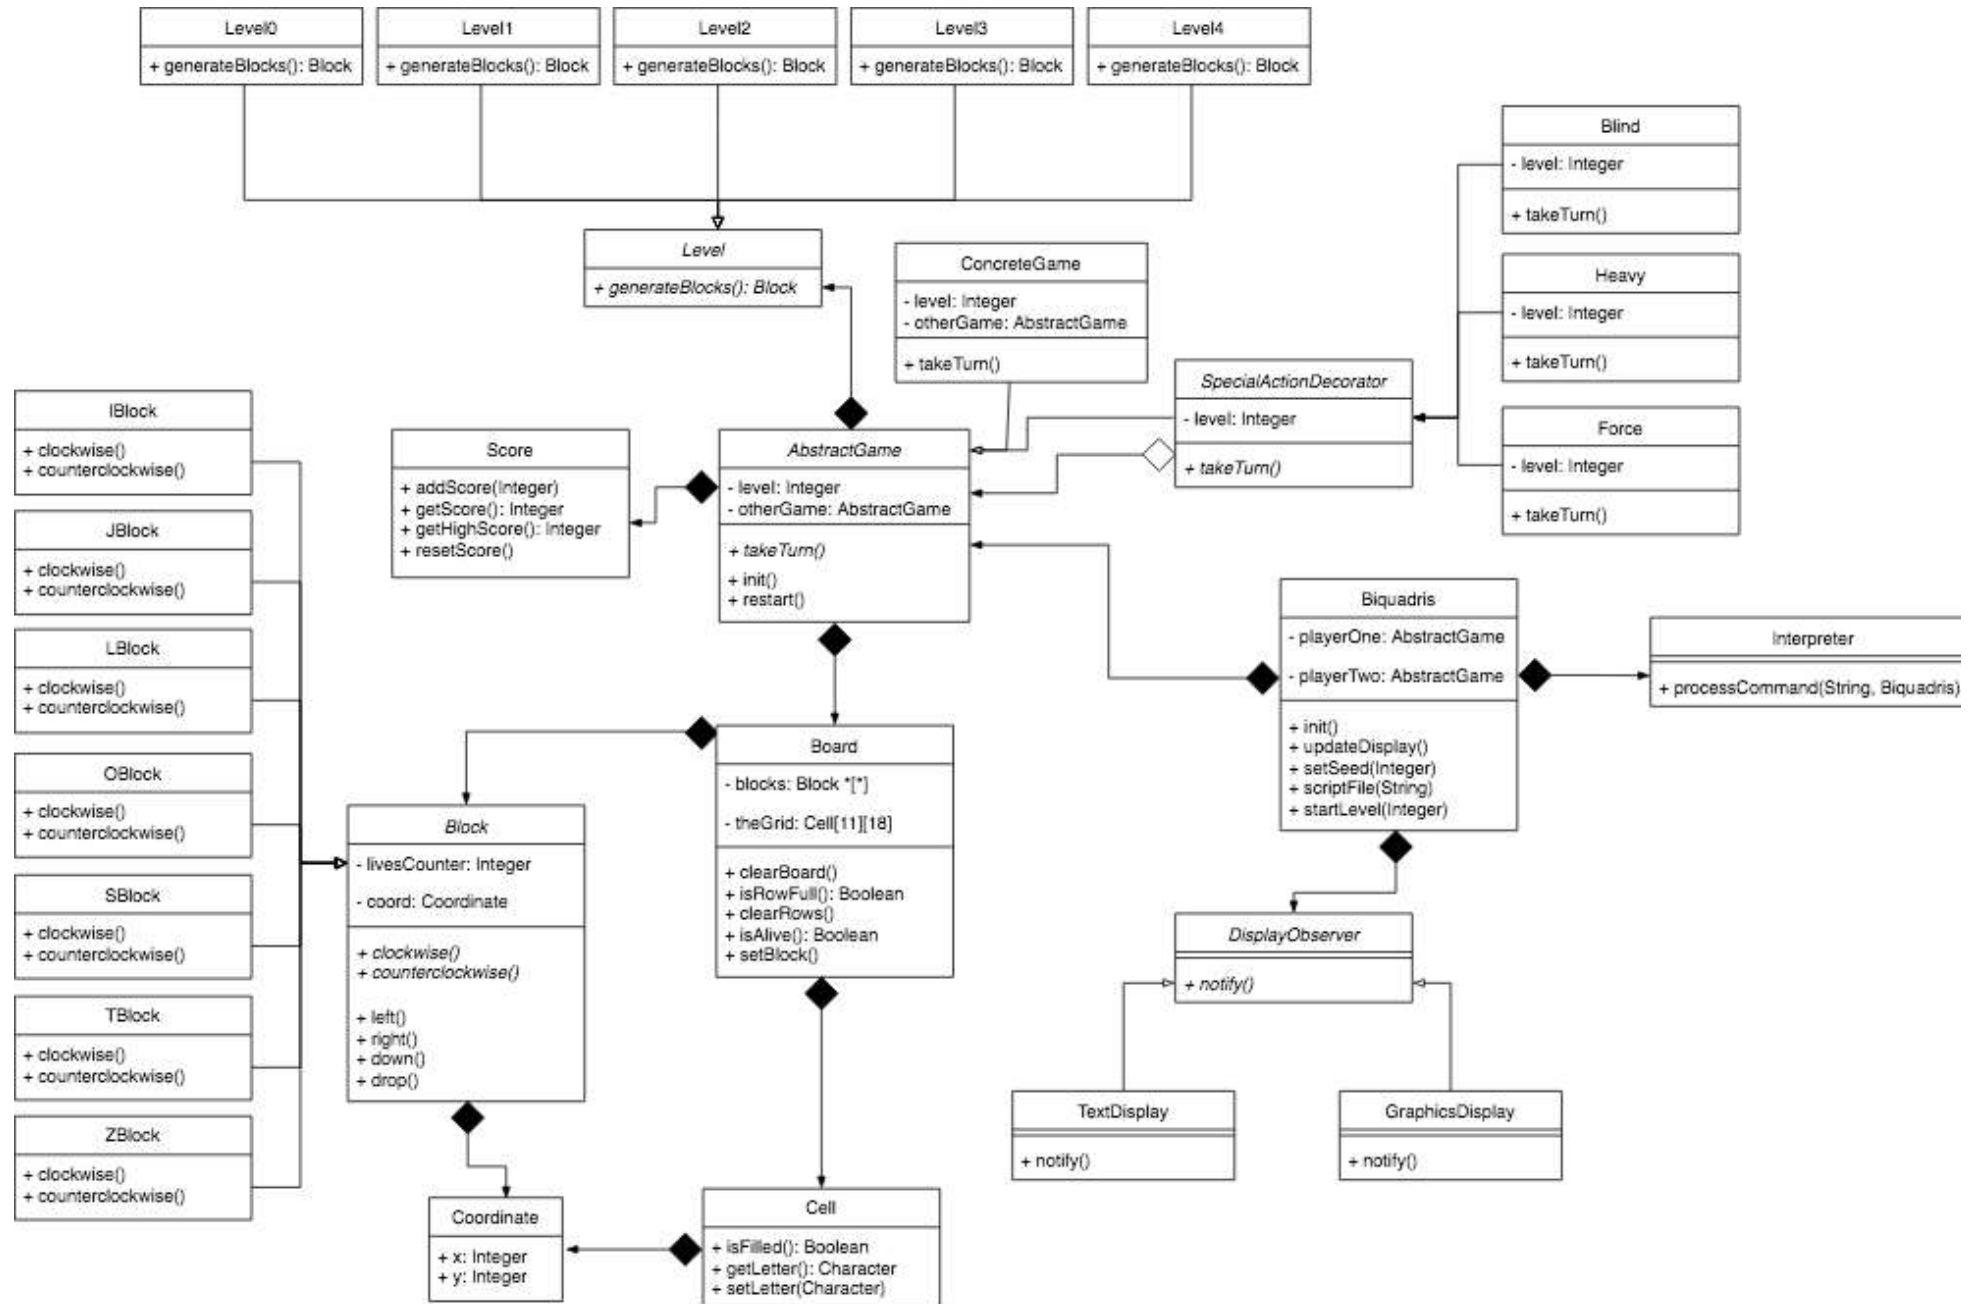 Level0
+ generateBlocks(): Block
Level1
+ generateBlocks(): Block
Level2
+ generateBlocks(): Block
Level3
+ generateBlocks(): Block
Level4
+ generateBlocks(): Block
Level
+ generateBlocks(): Block
ConcreteGame
- level: Integer
- otherGame: AbstractGame
+ takeTurn()
Blind
- level: Integer
+ takeTurn()
Heavy
- level: Integer
+ takeTurn()
Force
- level: Integer
+ takeTurn()
SpecialActionDecorator
- level: Integer
+ takeTurn()
IBlock
+ clockwise()
+ counterclockwise()
JBlock
+ clockwise()
+ counterclockwise()
LBlock
+ clockwise()
+ counterclockwise()
OBlock
+ clockwise()
+ counterclockwise()
SBlock
+ clockwise()
+ counterclockwise()
TBlock
+ clockwise()
+ counterclockwise()
ZBlock
+ clockwise()
+ counterclockwise()
Score
+ addScore(Integer)
+ getScore(): Integer
+ getHighScore(): Integer
+ resetScore()
AbstractGame
- level: Integer
- otherGame: AbstractGame
+ takeTurn()
+ init()
+ restart()
Biquadris
- playerOne: AbstractGame
- playerTwo: AbstractGame
+ init()
+ updateDisplay()
+ setSeed(Integer)
+ scriptFile(String)
+ startLevel(Integer)
Interpreter
+ processCommand(String, Biquadris)
Block
- livesCounter: Integer
- coord: Coordinate
+ clockwise()
+ counterclockwise()
+ left()
+ right()
+ down()
+ drop()
Board
- blocks: Block *[*]
- theGrid: Cell[11][18]
+ clearBoard()
+ isRowFull(): Boolean
+ clearRows()
+ isAlive(): Boolean
+ setBlock()
DisplayObserver
+ notify()
TextDisplay
+ notify()
GraphicsDisplay
+ notify()
Coordinate
+ x: Integer
+ y: Integer
Cell
+ isFilled(): Boolean
+ getLetter(): Character
+ setLetter(Character)